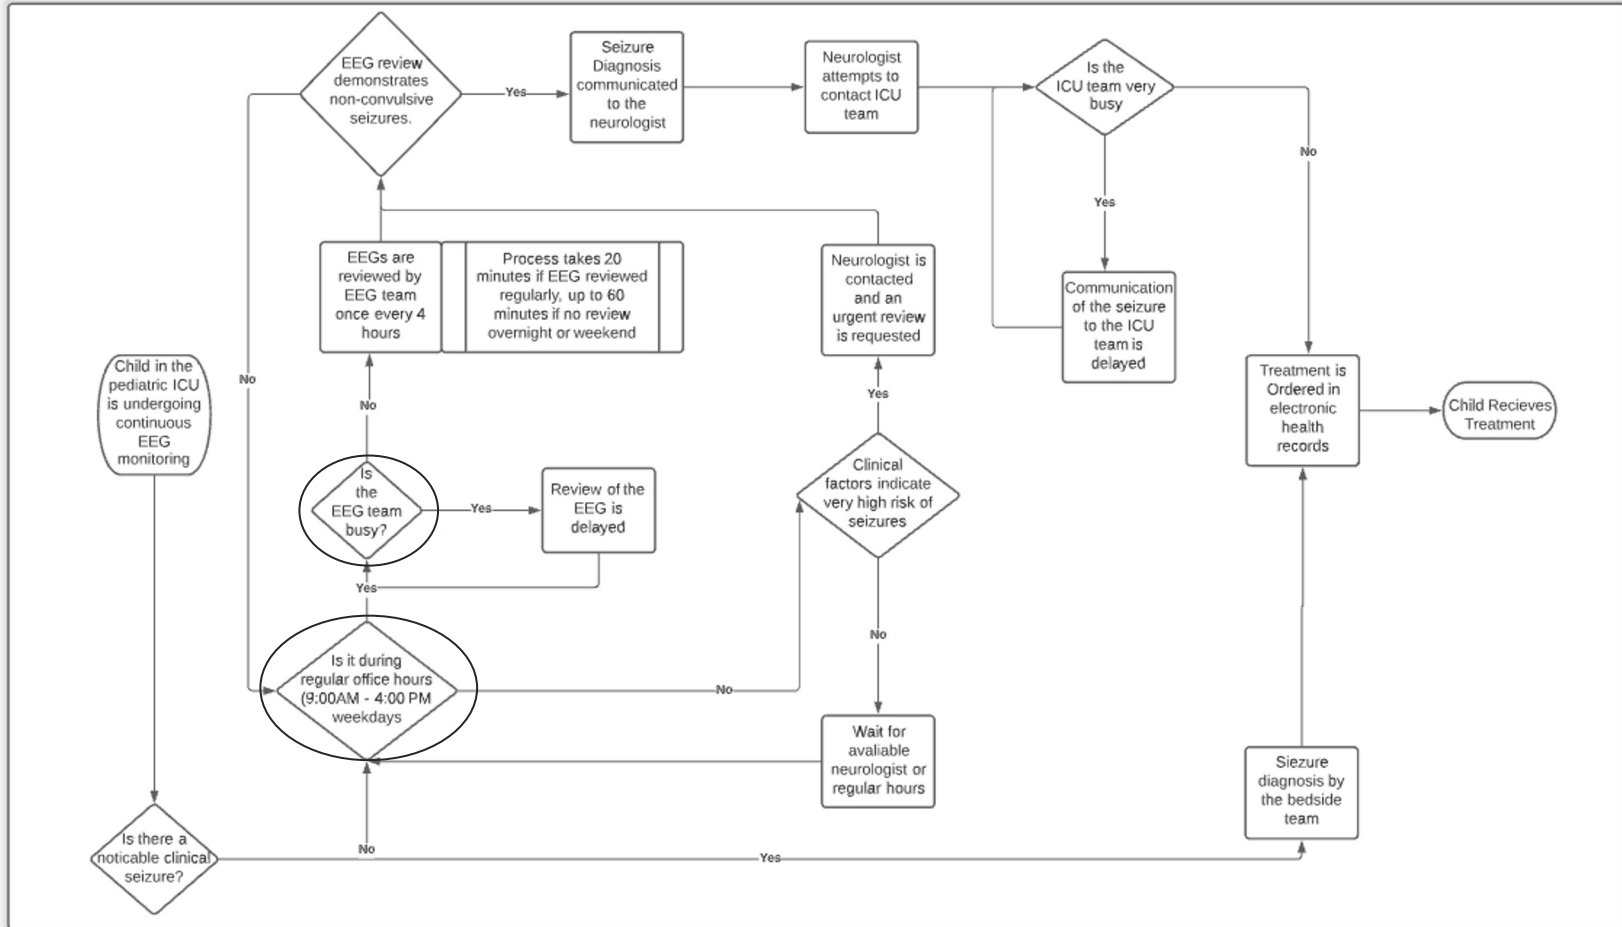 EEG review
demonstrates
non-convulsive
seizures.
Yes
Seizure
Diagnosis
communicated
to the
neurologist
Neurologist
attempts to
contact ICU
team
Is the
ICU team very
busy
No
Yes
EEGs are
reviewed by
EEG team
once every 4
hours
Process takes 20
minutes if EEG reviewed
regularly, up to 60
minutes if no review
overnight or weekend
Neurologist is
contacted
and an
urgent review
is requested
Communication
of the seizure
to the ICU
team is
delayed
Child in the
pediatric ICU
is undergoing
continuous
EEG
monitoring
No
No
Yes
Treatment is
Ordered in
electronic
health
records
Child Recieves
Treatment
Is
the
EEG team
busy?
Yes
Review of the
EEG is
delayed
Clinical
factors indicate
very high risk of
seizures
Yes
No
Is it during
regular office hours
(9:00AM - 4:00 PM
weekdays
No
Wait for
avaliable
neurologist or
regular hours
Siezure
diagnosis by
the bedside
team
Is there a
noticable clinical
seizure?
No
Yes